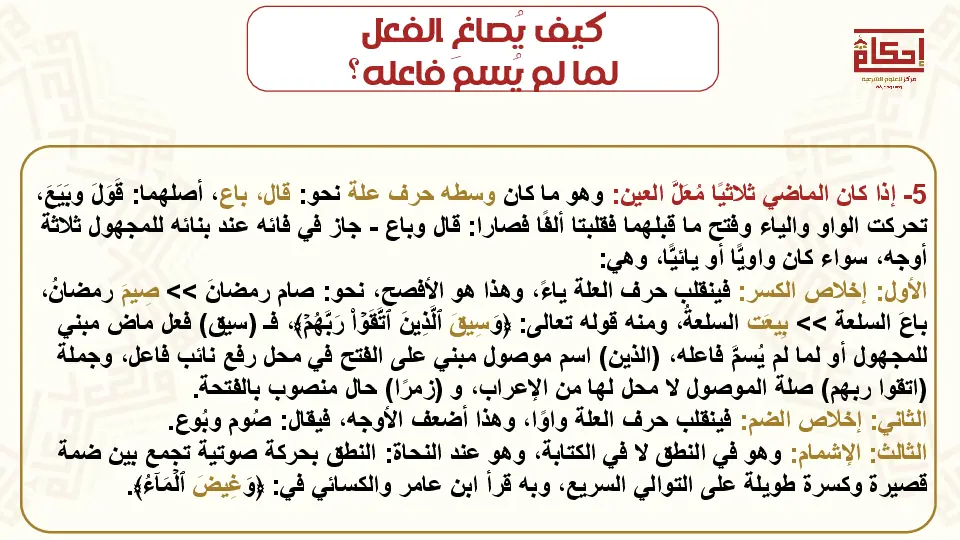 كيف يُصاغ الفعل
لما لم يُسمَ فاعله؟
إحكام
مركز للعلوم الشرعية
5- إذا كان الماضي ثلاثيًا مُعَلَّ العين: وهو ما كان وسطه حرف علة نحو: قال، باع، أصلهما: قَوَلَ وبَيَعَ،
تحركت الواو والياء وفتح ما قبلهما فقلبتا ألفًا فصارا: قال وباع - جاز في فائه عند بنائه للمجهول ثلاثة
أوجه، سواء كان واويًّا أو يائيًّا، وهي:
الأول: إخلاص الكسر: فينقلب حرف العلة ياءً، وهذا هو الأفصح، نحو: صام رمضانَ >> صِيمَ رمضانُ،
باعَ السلعة >> بِيعَت السلعةُ، ومنه قوله تعالى: ﴿وَسِيقَ ٱلَّذِينَ ٱتَّقَوۡاْ رَبَّهُمۡ﴾، فـ (سيق) فعل ماض مبني
للمجهول أو لما لم يُسمَّ فاعله، (الذين) اسم موصول مبني على الفتح في محل رفع نائب فاعل، وجملة
(اتقوا ربهم) صلة الموصول لا محل لها من الإعراب، و (زمرًا) حال منصوب بالفتحة.
الثاني: إخلاص الضم: فينقلب حرف العلة واوًا، وهذا أضعف الأوجه، فيقال: صُوم وبُوع.
الثالث: الإشمام: وهو في النطق لا في الكتابة، وهو عند النحاة: النطق بحركة صوتية تجمع بين ضمة
قصيرة وكسرة طويلة على التوالي السريع، وبه قرأ ابن عامر والكسائي في: ﴿وَغِيضَ ٱلۡمَآءُ﴾.